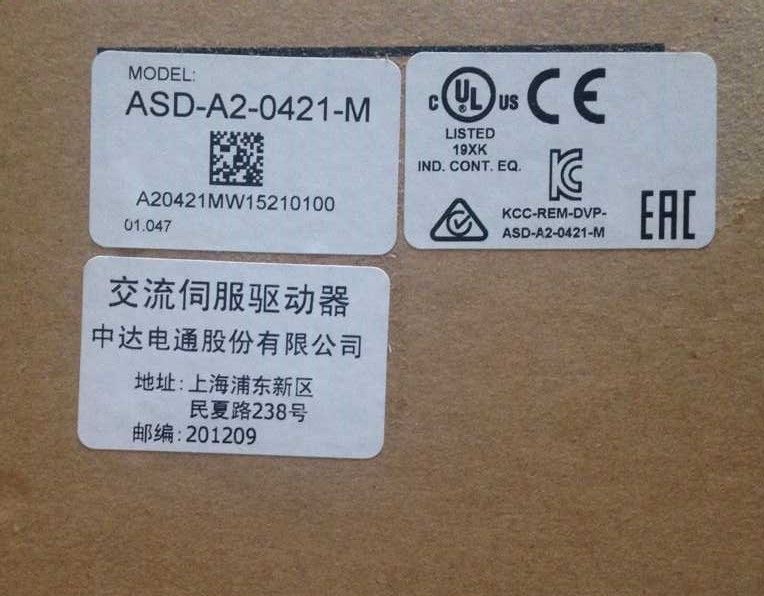 MODEL:
ASD-A2-0421-M
A20421MW15210100
01.047
C UL US CE
LISTED
19XK
IND. CONT. EQ.
KCC-REM-DVP-
ASD-A2-0421-M
EAC
交流伺服驱动器
中达电通股份有限公司
地址:上海浦东新区
民夏路238号
邮编:201209